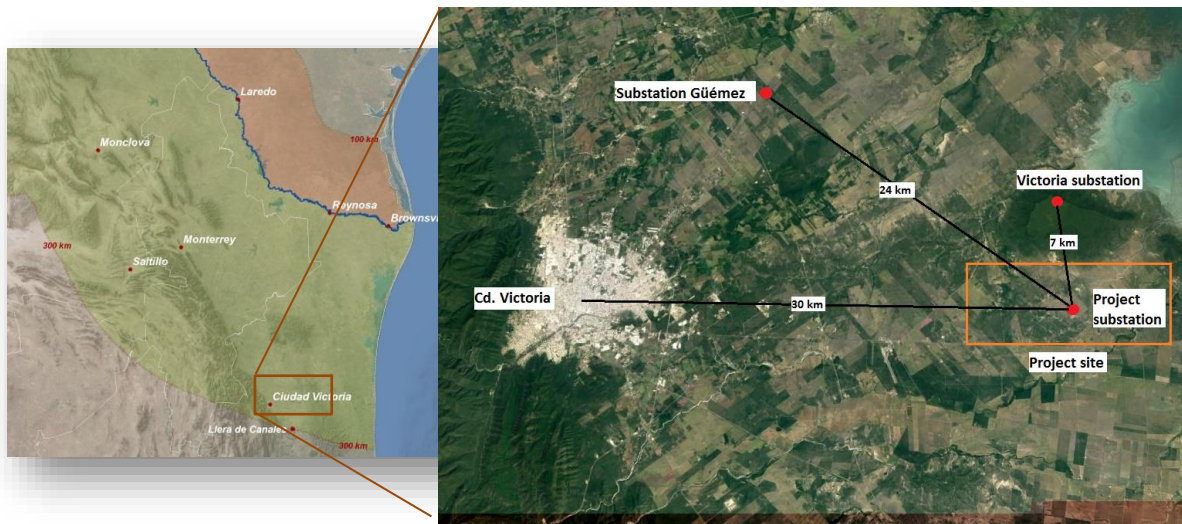 Laredo
Monclova
100 km
Reynosa
Brownsvi
300 km
Monterrey
Saltillo
Ciudad Victoria
Llera de Canales
300 km
Substation Güémez
24 km
Victoria substation
7 km
Cd. Victoria
30 km
Project
substation
Project site